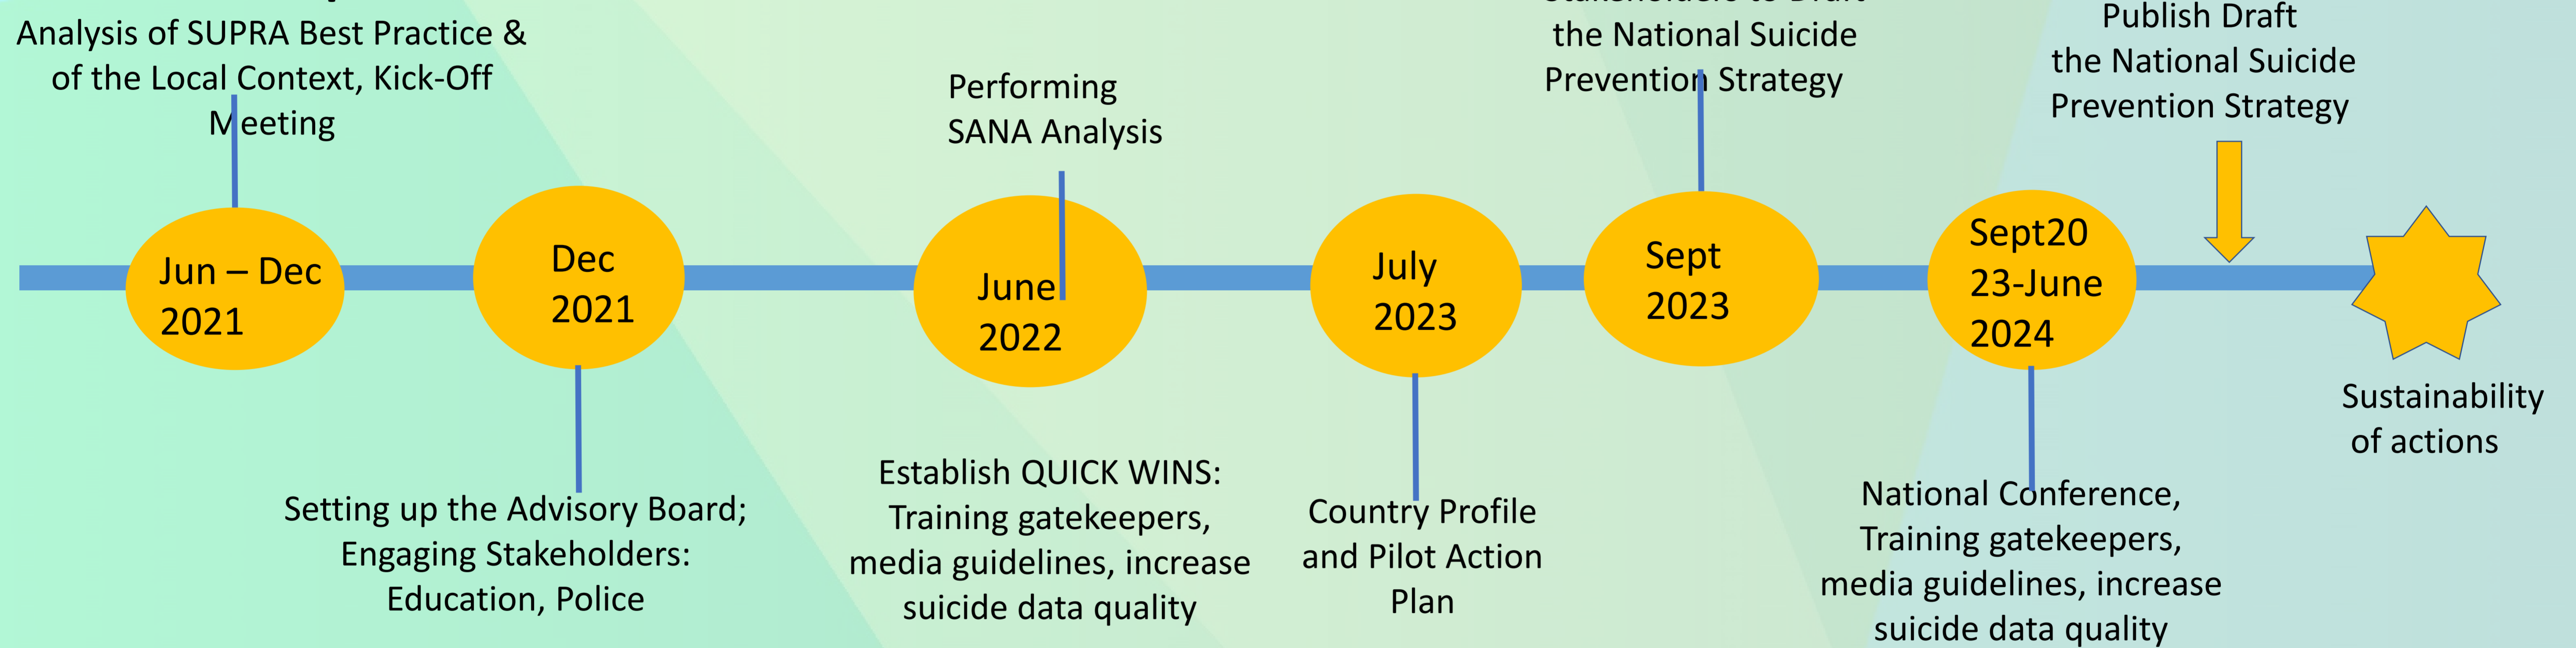 Analysis of SUPRA Best Practice &
of the Local Context, Kick-Off
Meeting
Jun – Dec
2021
Dec
2021
Setting up the Advisory Board;
Engaging Stakeholders:
Education, Police
Performing
SANA Analysis
June
2022
Establish QUICK WINS:
Training gatekeepers,
media guidelines, increase
suicide data quality
July
2023
Country Profile
and Pilot Action
Plan
Stakeholders to Draft
the National Suicide
Prevention Strategy
Sept
2023
Sept20
23-June
2024
National Conference,
Training gatekeepers,
media guidelines, increase
suicide data quality
Publish Draft
the National Suicide
Prevention Strategy
Sustainability
of actions